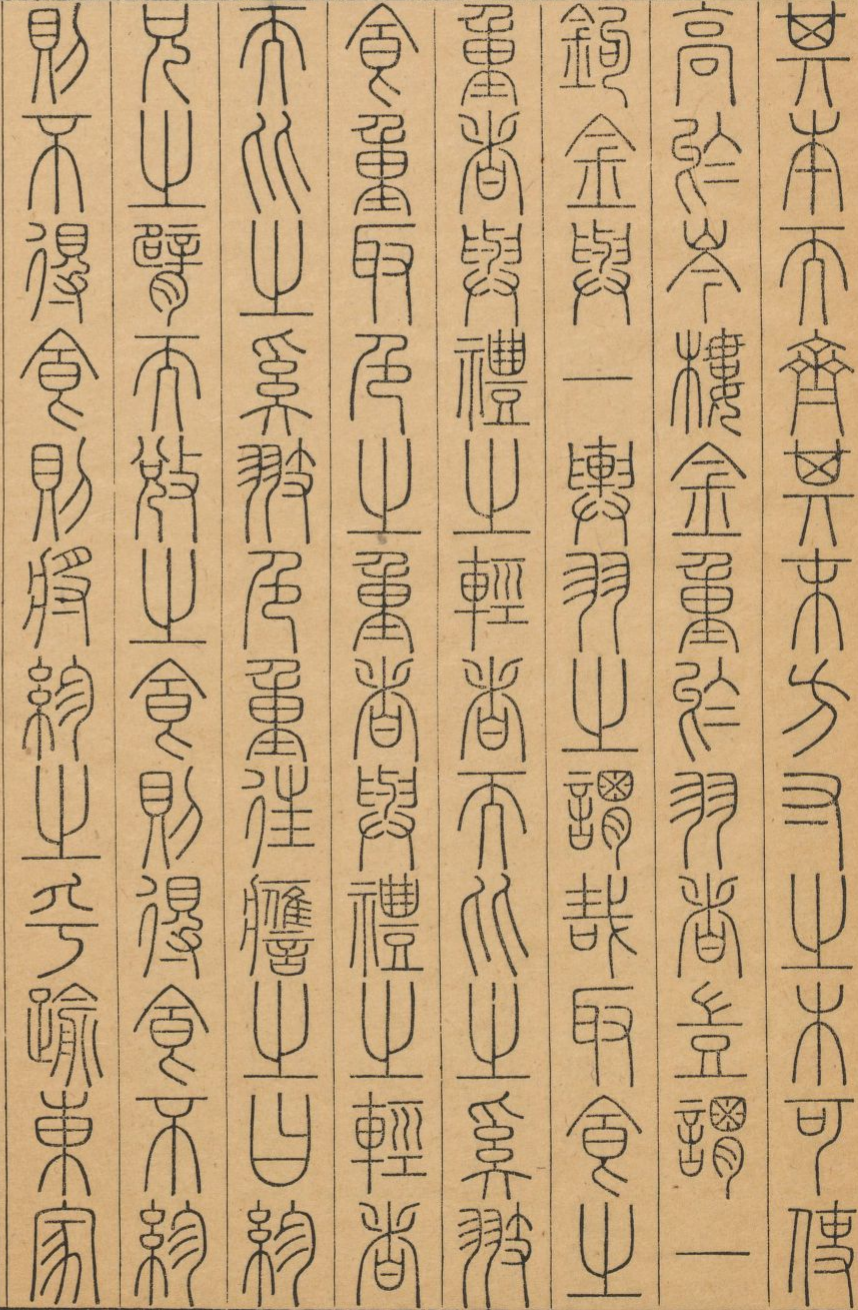 其本而齊其末方寸之木可使
高於岑樓金重於羽者豈謂一
鉤金與一輿羽之謂哉取食之
重者與禮之輕者而比之奚翅
食重取色之重者與禮之輕者
而比之奚翅色重往譍之曰紾
兄之臂而敚之食則得食不紾
則不得食則將紾之乎踰東家